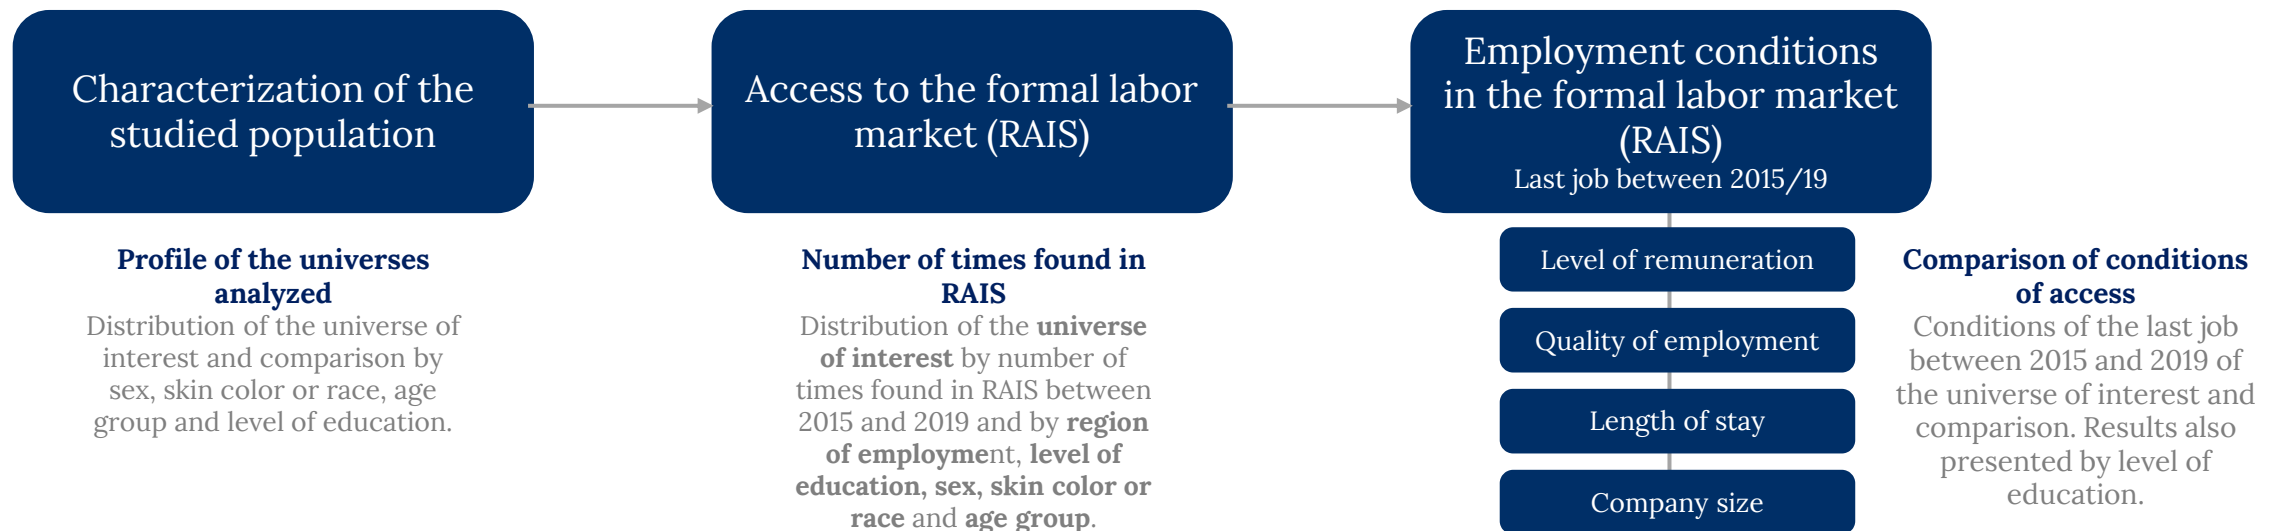 Characterization of the
studied population
Access to the formal labor
market (RAIS)
Employment conditions
in the formal labor market
(RAIS)
Last job between 2015/19
Profile of the universes
analyzed
Distribution of the universe of
interest and comparison by
sex, skin color or race, age
group and level of education.
Number of times found in
RAIS
Distribution of the universe
of interest by number of
times found in RAIS between
2015 and 2019 and by region
of employment, level of
education, sex, skin color or
race and age group.
Level of remuneration
Quality of employment
Length of stay
Company size
Comparison of conditions
of access
Conditions of the last job
between 2015 and 2019 of
the universe of interest and
comparison. Results also
presented by level of
education.